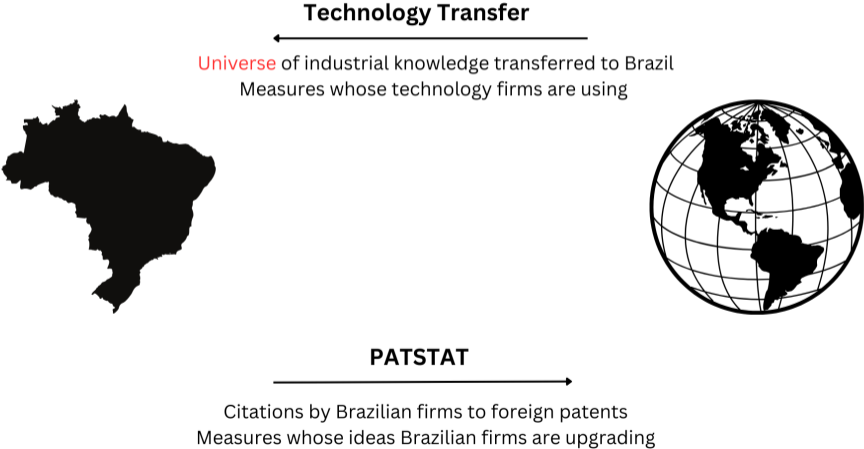 Technology Transfer
Universe of industrial knowledge transferred to Brazil
Measures whose technology firms are using
PATSTAT
Citations by Brazilian firms to foreign patents
Measures whose ideas Brazilian firms are upgrading